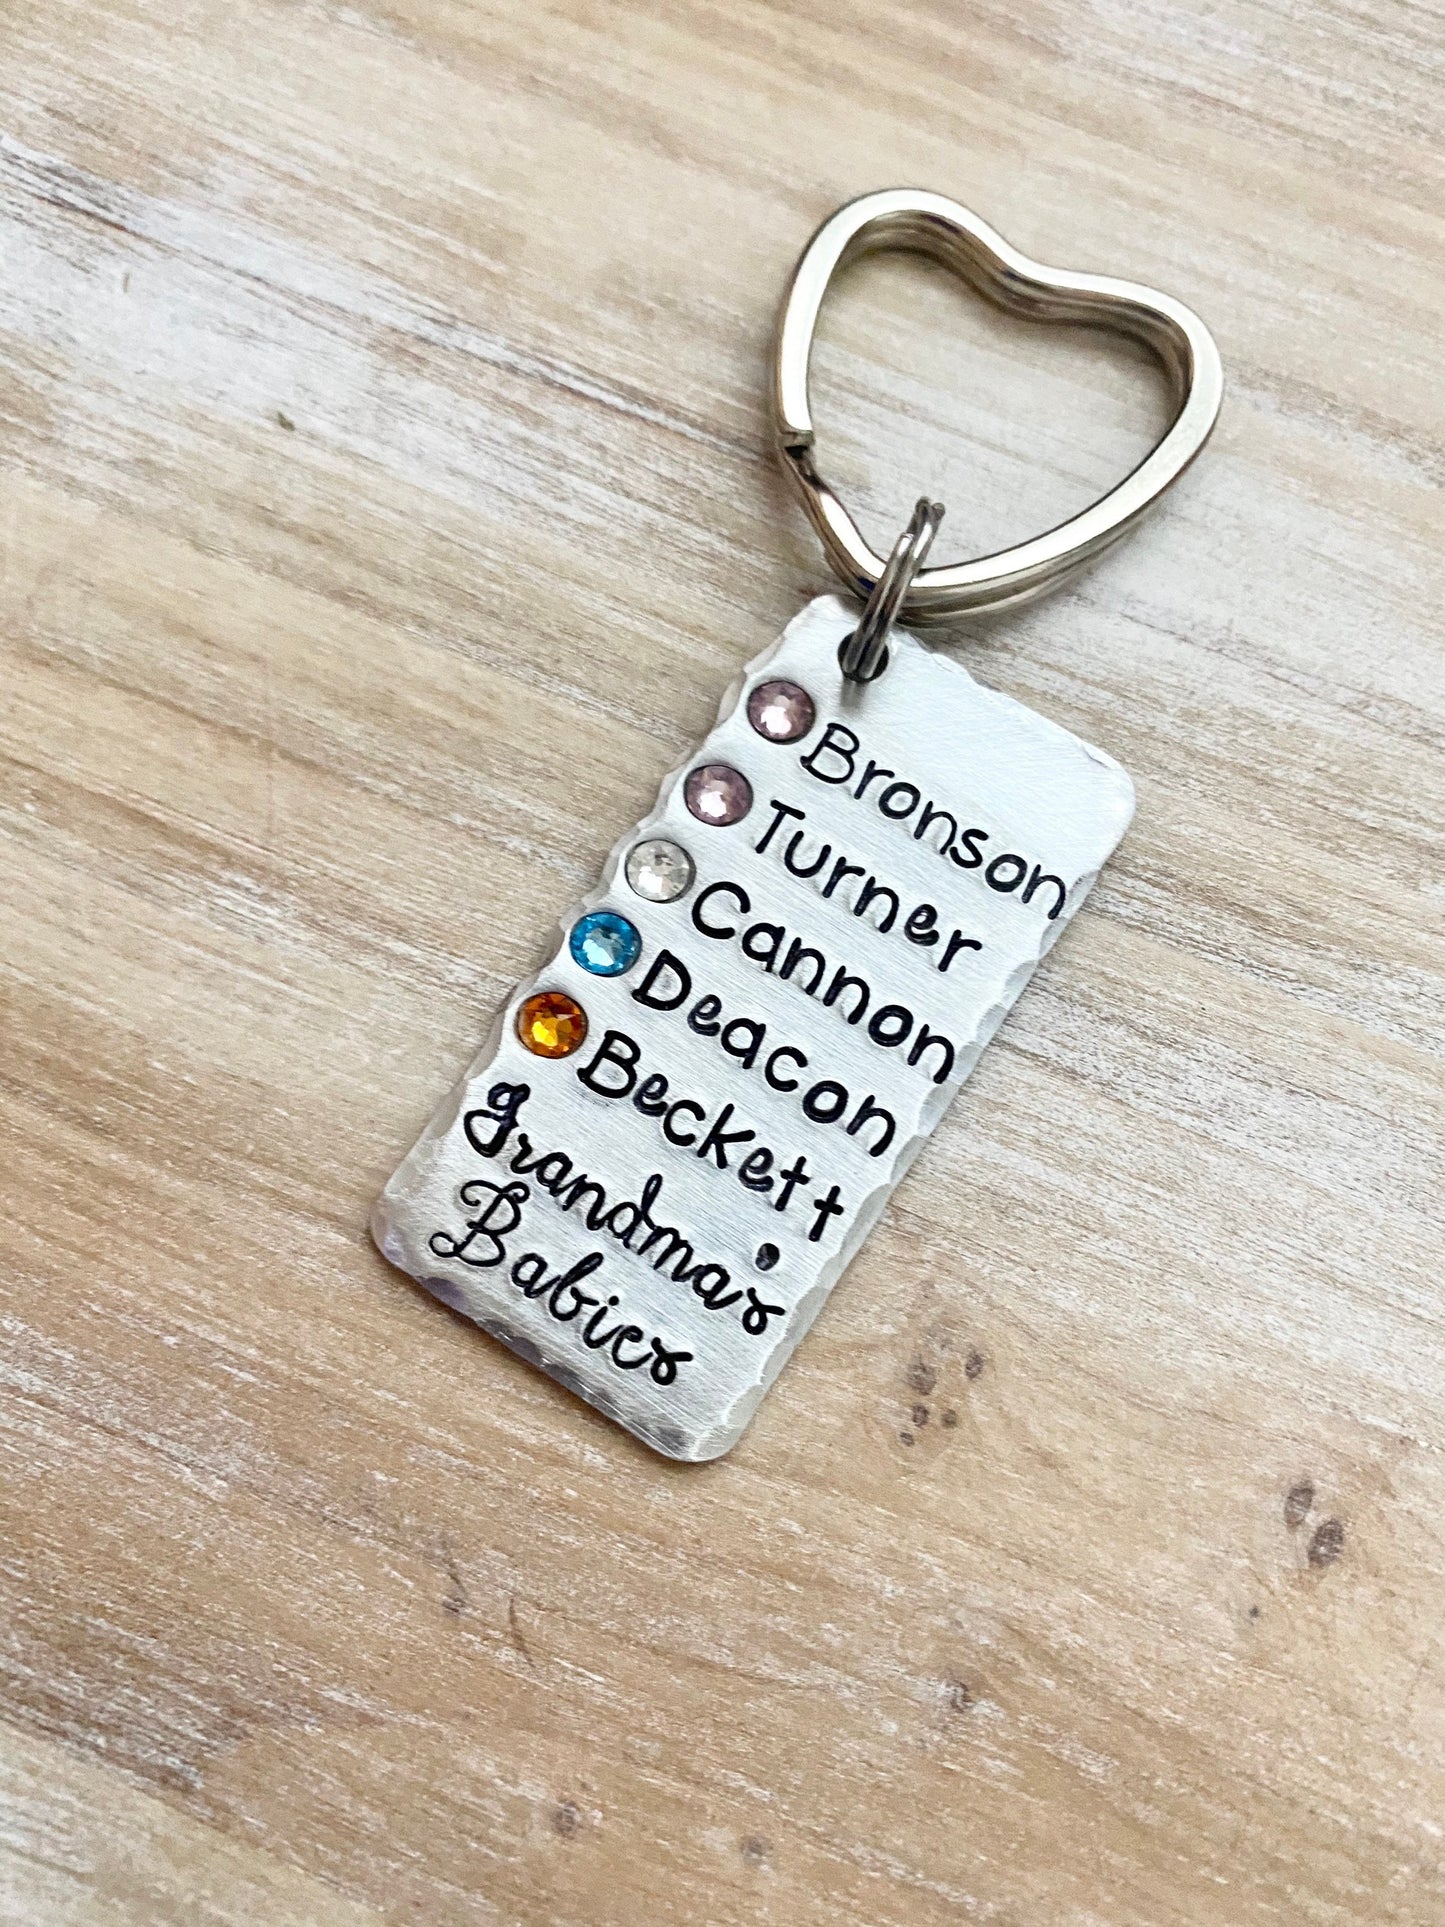 Bronson
Turner
Cannon
Deacon
Beckett
Grandma's
Babies